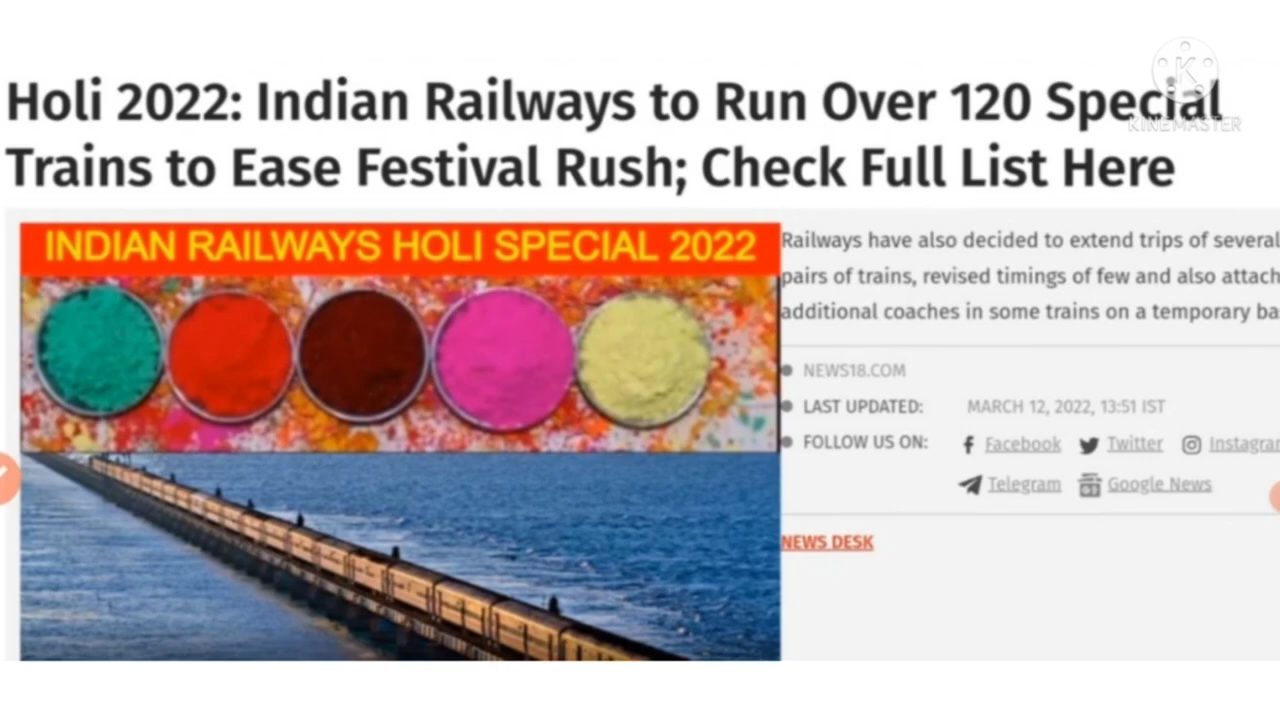 Holi 2022: Indian Railways to Run Over 120 Special
Trains to Ease Festival Rush; Check Full List Here
K
KINEMASTER
INDIAN RAILWAYS HOLI SPECIAL 2022
Railways have also decided to extend trips of several
pairs of trains, revised timings of few and also attach
additional coaches in some trains on a temporary ba
NEWS18.COM
LAST UPDATED: MARCH 12, 2022, 13:51 IST
FOLLOW US ON: Facebook Twitter Instagra
Telegram Google News
NEWS DESK